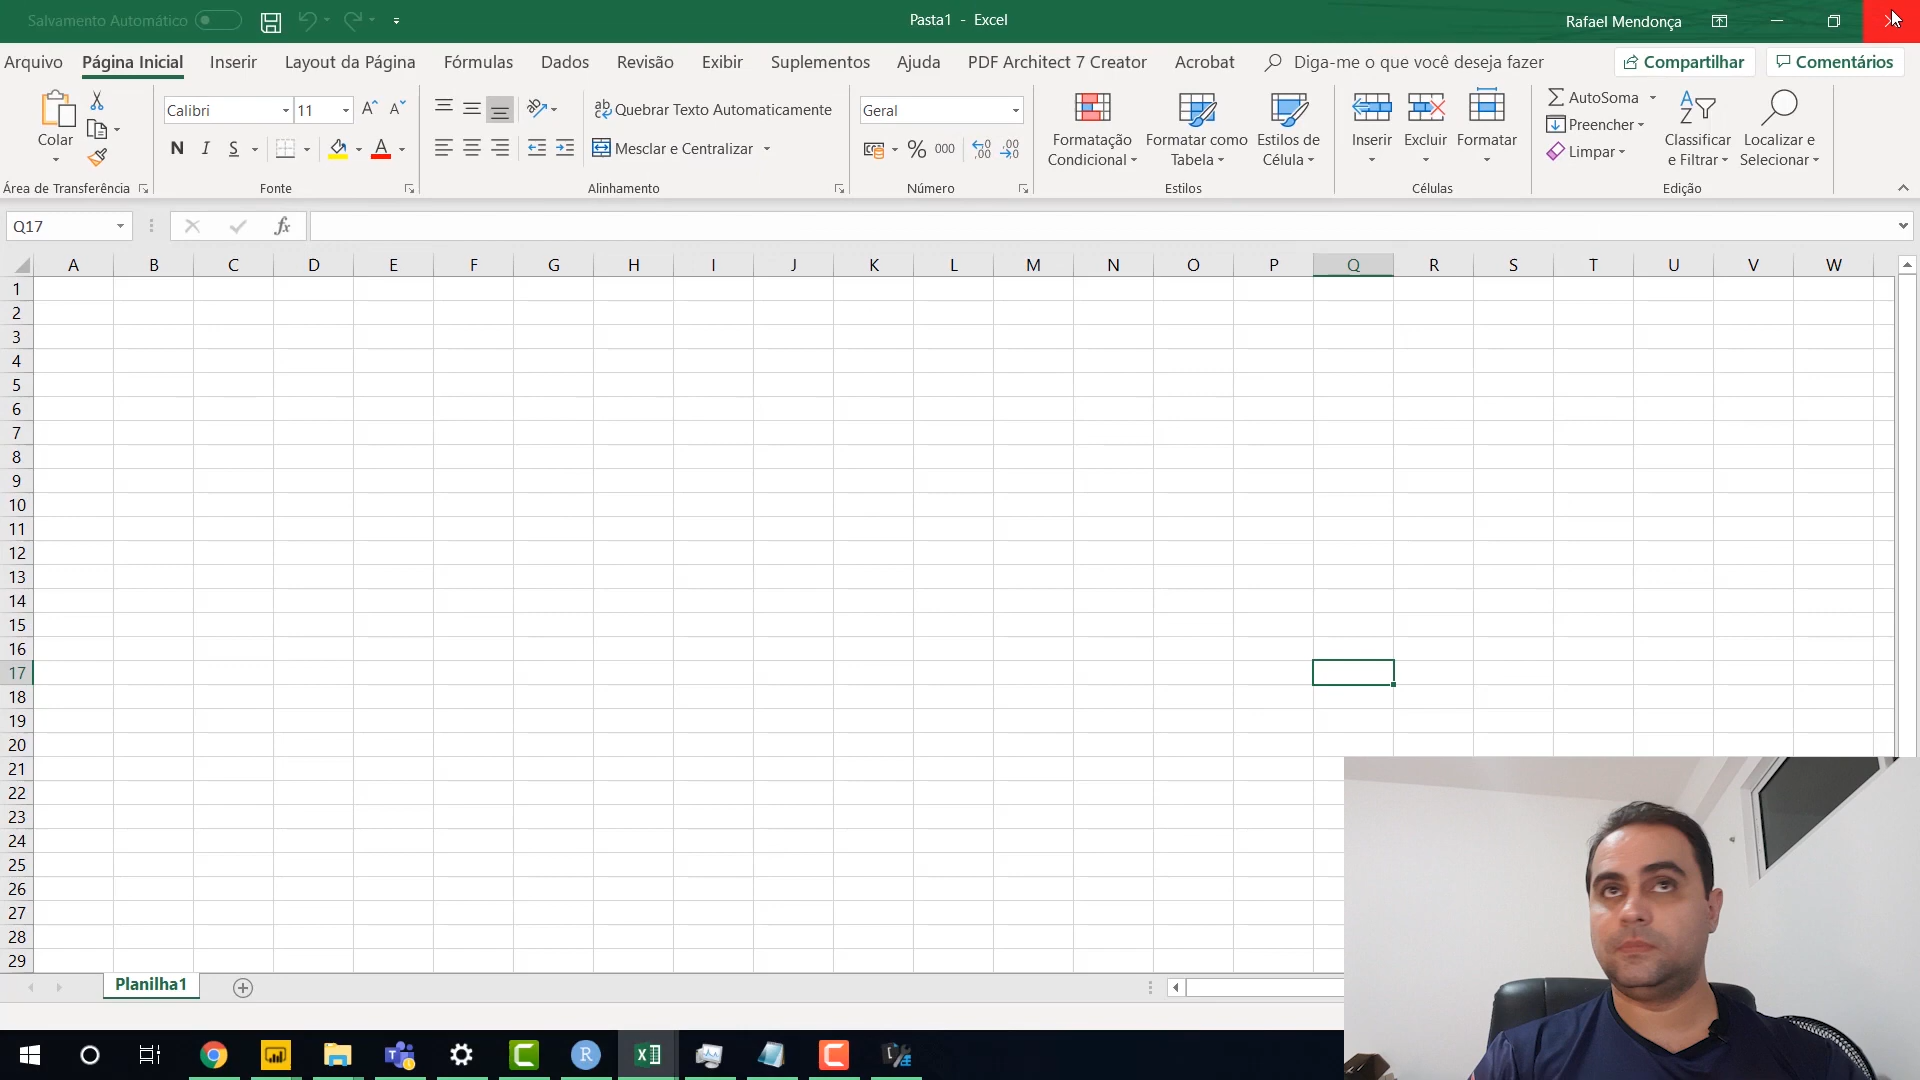 Salvamento Automático
Pasta1 - Excel
Rafael Mendonça
Arquivo Página Inicial Inserir Layout da Página Fórmulas Dados Revisão Exibir Suplementos Ajuda PDF Architect 7 Creator Acrobat Diga-me o que você deseja fazer Compartilhar Comentários
Colar
Calibri 11
N I S
Quebrar Texto Automaticamente
Mesclar e Centralizar
Geral
% 000
Formatação Condicional
Formatar como Tabela
Estilos de Célula
Inserir Excluir Formatar
AutoSoma
Preencher
Limpar
Classificar e Filtrar
Localizar e Selecionar
Área de Transferência Fonte Alinhamento Número Estilos Células Edição
Q17 fx
A B C D E F G H I J K L M N O P Q R S T U V W
1
2
3
4
5
6
7
8
9
10
11
12
13
14
15
16
17
18
19
20
21
22
23
24
25
26
27
28
29
Planilha1